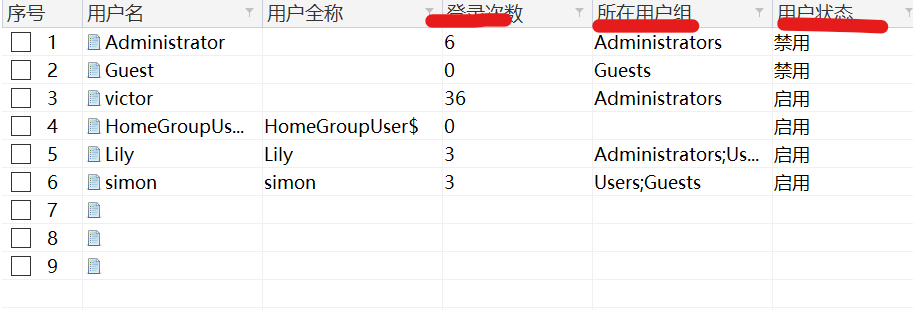 序号 用户名 用户全称 登录次数 所在用户组 用户状态
1 Administrator 6 Administrators 禁用
2 Guest 0 Guests 禁用
3 victor 36 Administrators 启用
4 HomeGroupUs... HomeGroupUser$ 0 启用
5 Lily Lily 3 Administrators;Us... 启用
6 simon simon 3 Users;Guests 启用
7
8
9